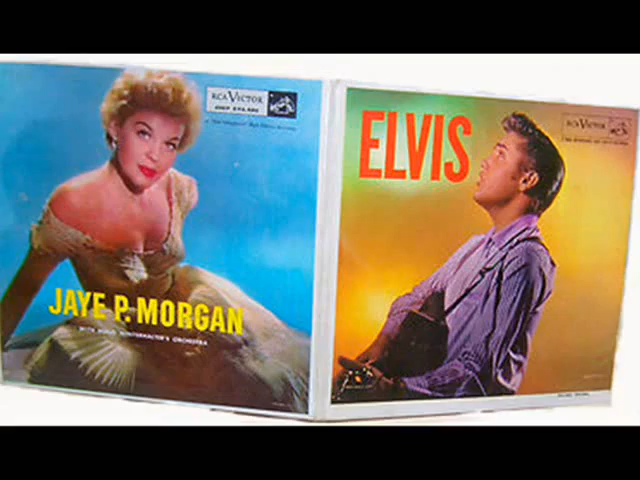 RCA VICTOR
JAYE P. MORGAN
WITH HUGO WINTERHALTER'S ORCHESTRA
ELVIS
RCA VICTOR